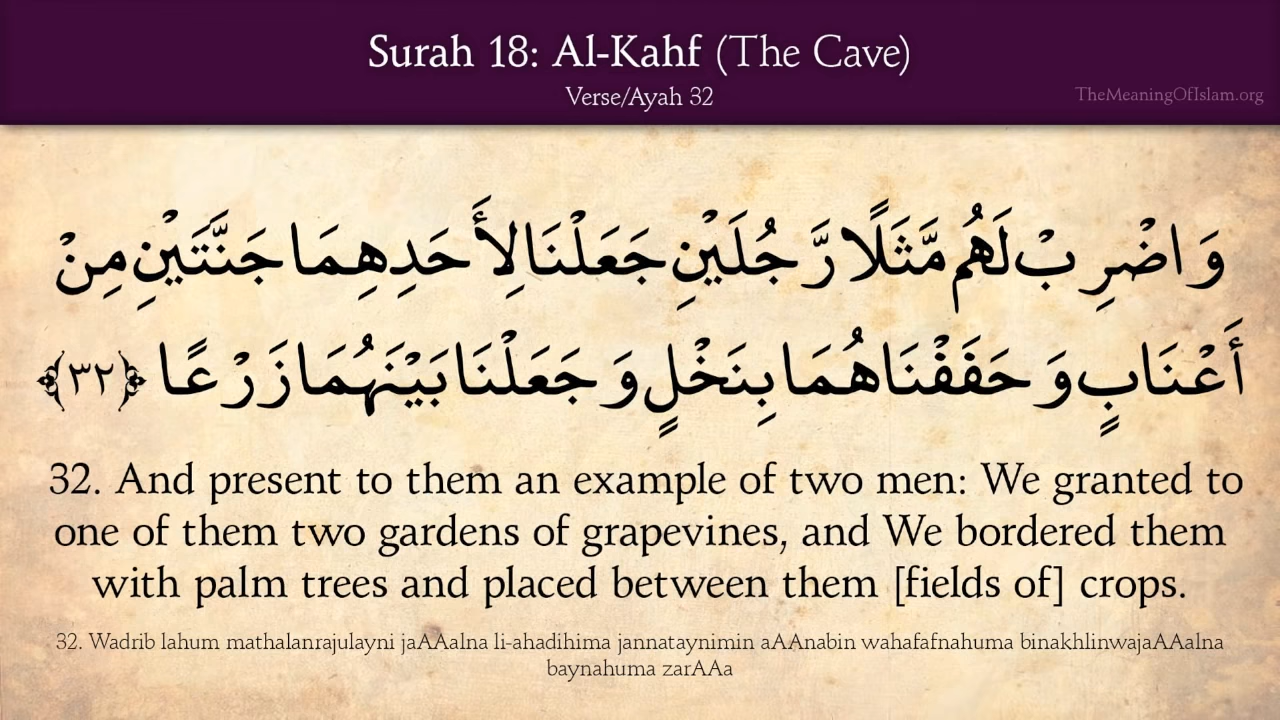 Surah 18: Al-Kahf (The Cave)
Verse/Ayah 32
TheMeaningOfIslam.org
وَاضْرِبْ لَهُم مَّثَلًا رَّجُلَيْنِ جَعَلْنَا لِأَحَدِهِمَا جَنَّتَيْنِ مِنْ
أَعْنَابٍ وَحَفَفْنَاهُمَا بِنَخْلٍ وَجَعَلْنَا بَيْنَهُمَا زَرْعًا ﴿٣٢﴾
32. And present to them an example of two men: We granted to
one of them two gardens of grapevines, and We bordered them
with palm trees and placed between them [fields of] crops.
32. Wadrib lahum mathalanrajulayni jaAAalna li-ahadihima jannataynimin aAAnabin wahafafnahuma binakhlinwajaAAalna
baynahuma zarAAa